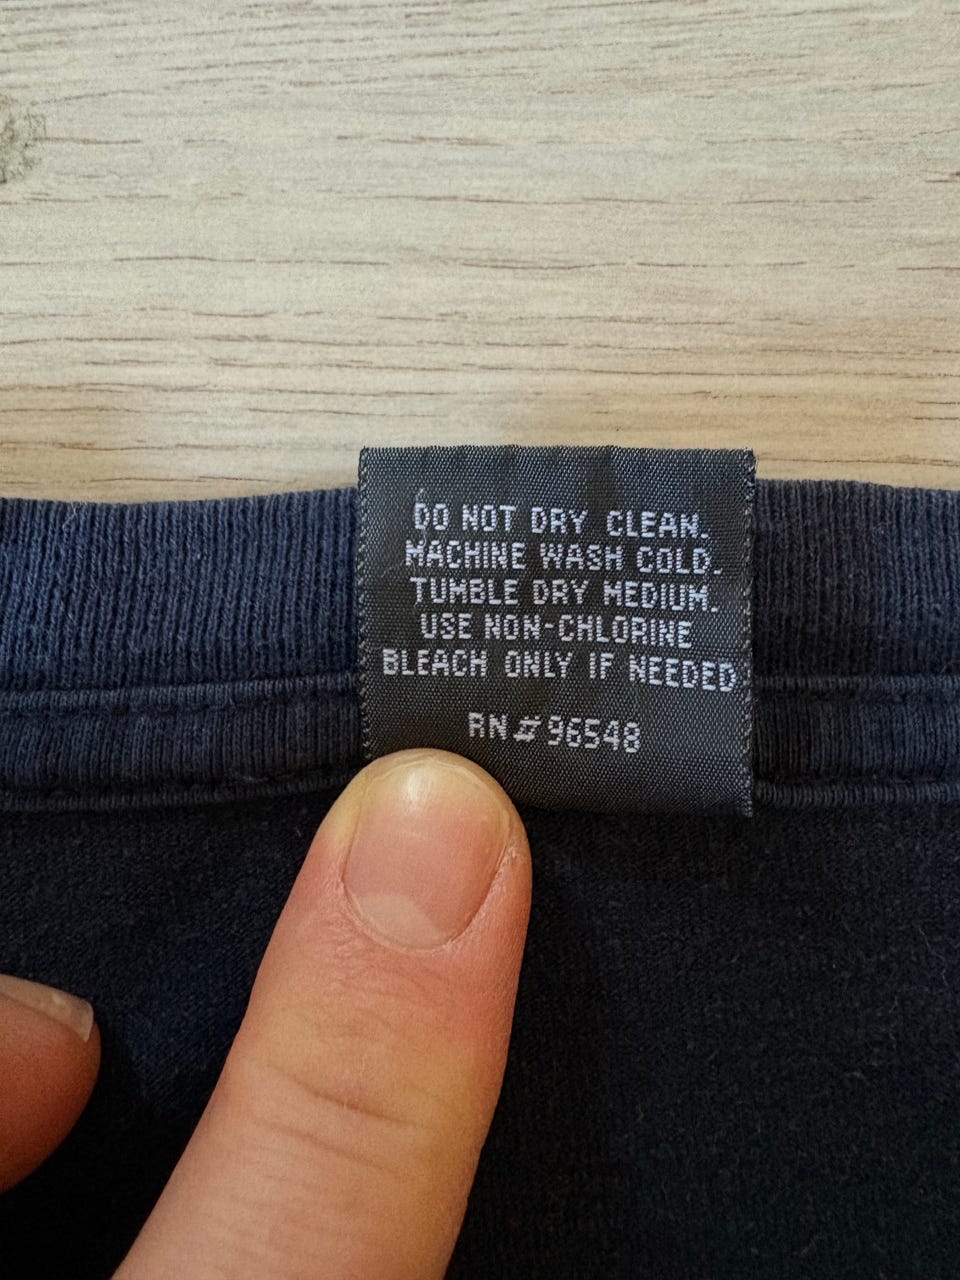 DO NOT DRY CLEAN.
MACHINE WASH COLD.
TUMBLE DRY MEDIUM.
USE NON-CHLORINE
BLEACH ONLY IF NEEDED
RN#96548